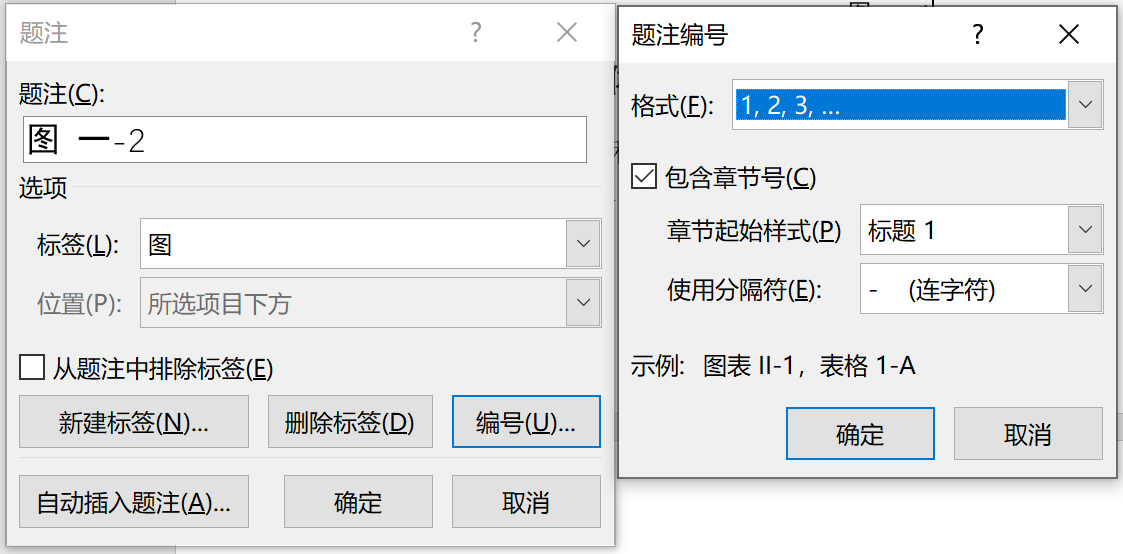 题注
题注(C):
图 一-2
选项
标签(L):
图
位置(P):
所选项目下方
从题注中排除标签(E)
新建标签(N)...
删除标签(D)
编号(U)...
自动插入题注(A)...
确定
取消
题注编号
格式(F):
1, 2, 3, ...
包含章节号(C)
章节起始样式(P)
标题 1
使用分隔符(E):
- (连字符)
示例: 图表 II-1，表格 1-A
确定
取消